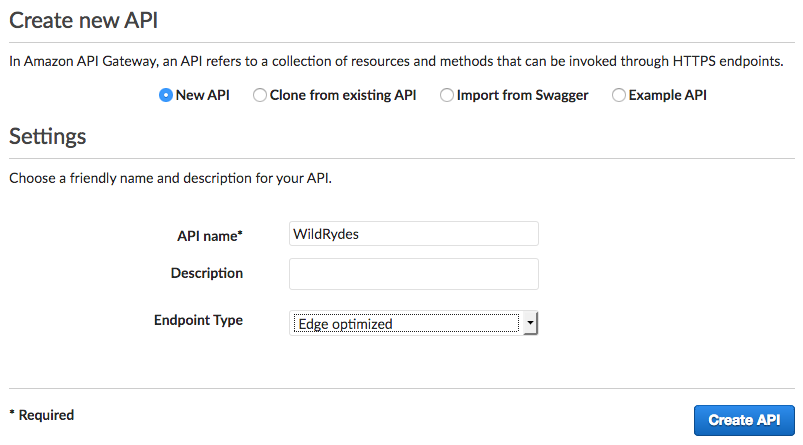 Create new API
In Amazon API Gateway, an API refers to a collection of resources and methods that can be invoked through HTTPS endpoints.
New API Clone from existing API Import from Swagger Example API
Settings
Choose a friendly name and description for your API.
API name* WildRydes
Description
Endpoint Type Edge optimized
* Required Create API